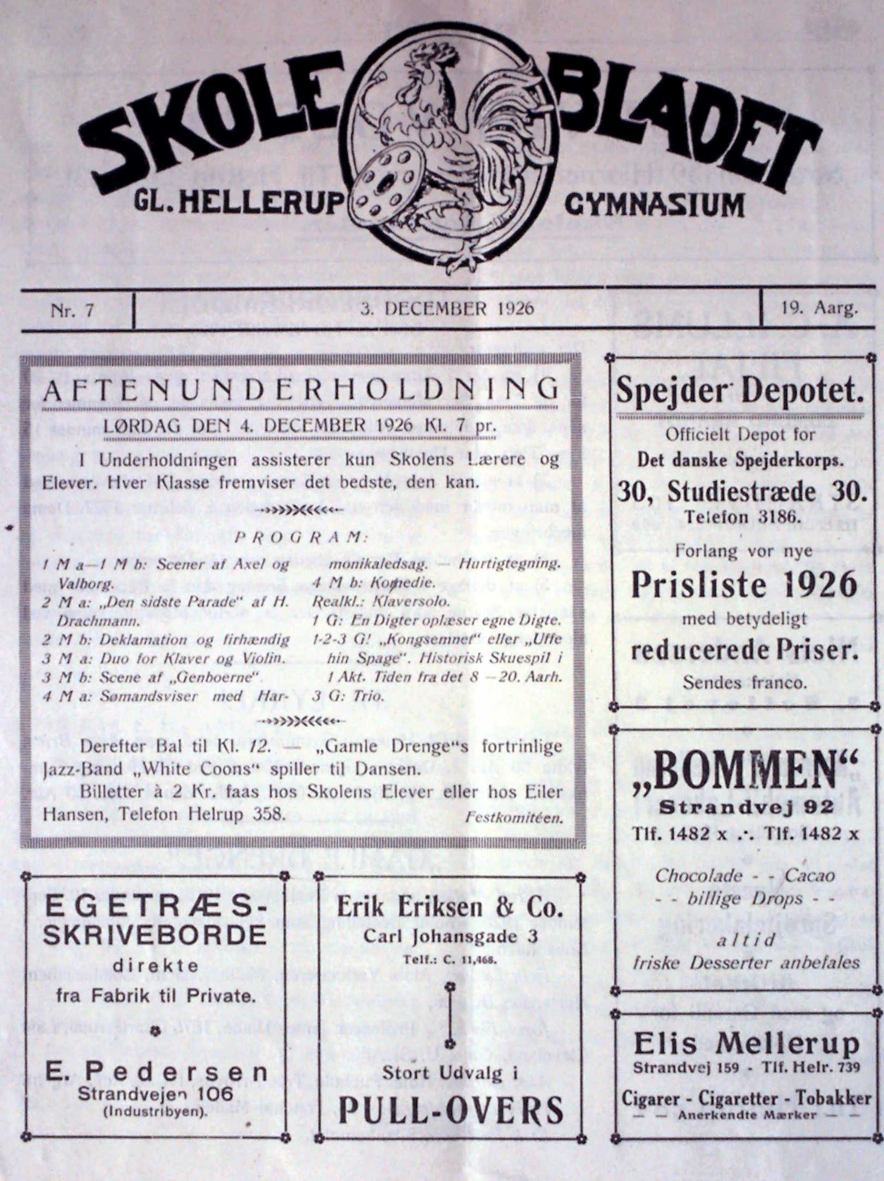 SKOLE BLADET
GL. HELLERUP GYMNASIUM
Nr. 7
3. DECEMBER 1926
19. Aarg.
AFTENUNDERHOLDNING
LØRDAG DEN 4. DECEMBER 1926 Kl. 7 pr.
I Underholdningen assisterer kun Skolens Lærere og
Elever. Hver Klasse fremviser det bedste, den kan.
PROGRAM:
1 M a—1 M b: Scener af Axel og
Valborg.
2 M a: „Den sidste Parade" af H.
Drachmann.
2 M b: Deklamation og firhændig
3 M a: Duo for Klaver og Violin.
3 M b: Scene af „Genboerne".
4 M a: Sømandsviser med Har-
monikaledsag. — Hurtigtegning.
4 M b: Komedie.
Realkl.: Klaversolo.
1 G: En Digter oplæser egne Digte.
1-2-3 G! „Kongsemnet" eller „Uffe
hin Spage". Historisk Skuespil i
1 Akt. Tiden fra det 8 —20. Aarh.
3 G: Trio.
Derefter Bal til Kl. 12. — „Gamle Drenge"s fortrinlige
Jazz-Band „White Coons" spiller til Dansen.
Billetter à 2 Kr. faas hos Skolens Elever eller hos Eiler
Hansen, Telefon Helrup 358.
Festkomitéen.
Spejder Depotet.
Officielt Depot for
Det danske Spejderkorps.
30, Studiestræde 30.
Telefon 3186.
Forlang vor nye
Prisliste 1926
med betydeligt
reducerede Priser.
Sendes franco.
„BOMMEN"
Strandvej 92
Tlf. 1482 x .·. Tlf. 1482 x
Chocolade - - Cacao
- - billige Drops - -
altid
friske Desserter anbefales
EGETRÆS-
SKRIVEBORDE
direkte
fra Fabrik til Private.
E. Pedersen
Strandvejen 106
(Industribyen).
Erik Eriksen & Co.
Carl Johansgade 3
Telf.: C. 11,468.
Stort Udvalg i
PULL-OVERS
Elis Mellerup
Strandvej 159 - Tlf. Helr. 739
Cigarer - Cigaretter - Tobakker
— – Anerkendte Mærker – —